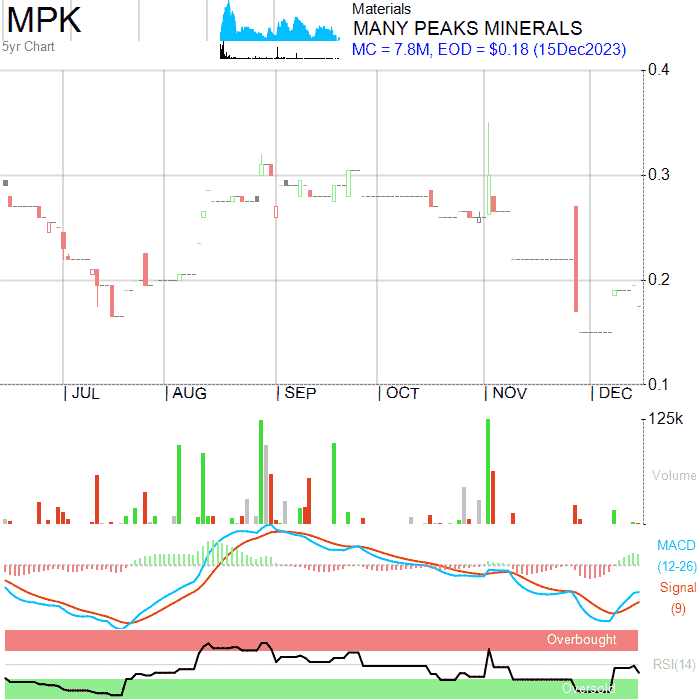 MPK
5yr Chart
Materials
MANY PEAKS MINERALS
MC = 7.8M, EOD = $0.18 (15Dec2023)
0.4
0.3
0.2
0.1
JUL AUG SEP OCT NOV DEC
125k
Volume
MACD
(12-26)
Signal
(9)
Overbought
RSI(14)
Oversold